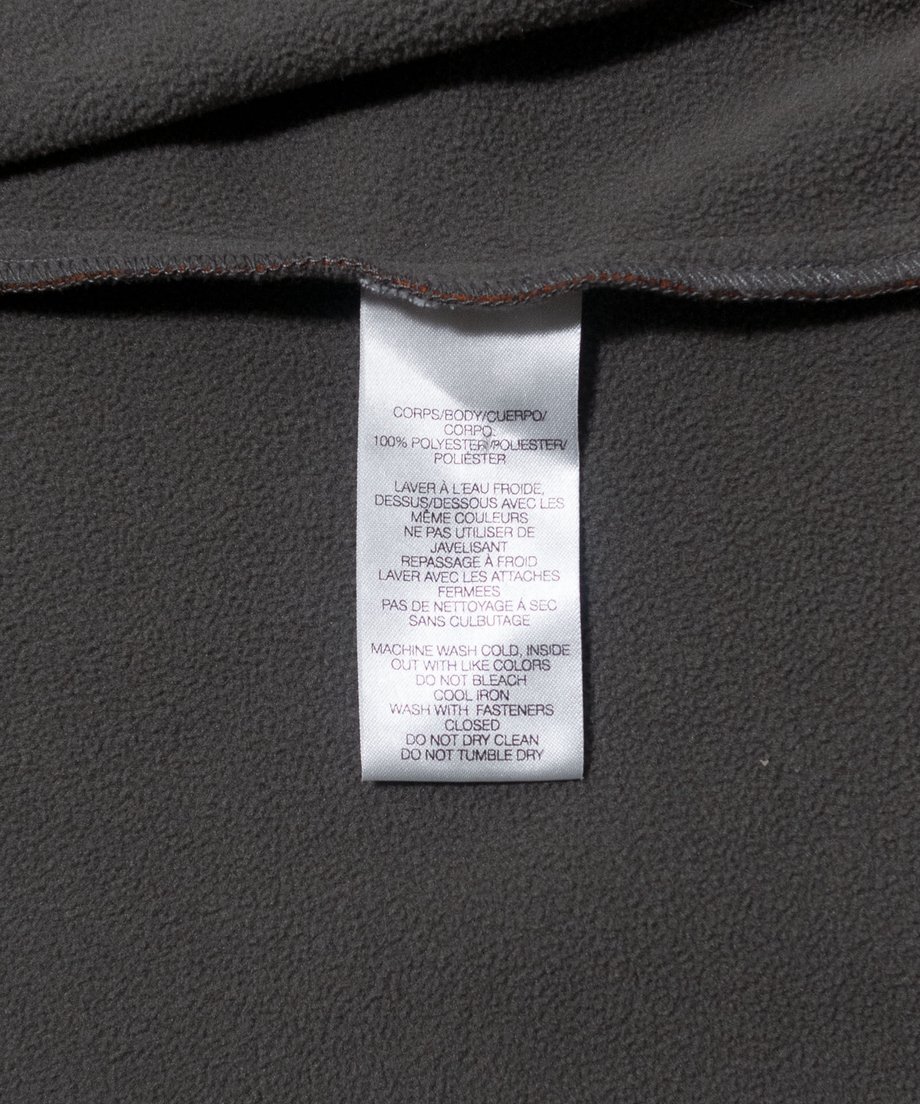 CORPS/BODY/CUERPO/
CORPO.
100% POLYESTER/POLIESTER/
POLIÉSTER
LAVER À L'EAU FROIDE,
DESSUS/DESSOUS AVEC LES
MÊME COULEURS
NE PAS UTILISER DE
JAVELISANT
REPASSAGE À FROID
LAVER AVEC LES ATTACHES
FERMEES
PAS DE NETTOYAGE À SEC
SANS CULBUTAGE
MACHINE WASH COLD, INSIDE
OUT WITH LIKE COLORS
DO NOT BLEACH
COOL IRON
WASH WITH FASTENERS
CLOSED
DO NOT DRY CLEAN
DO NOT TUMBLE DRY